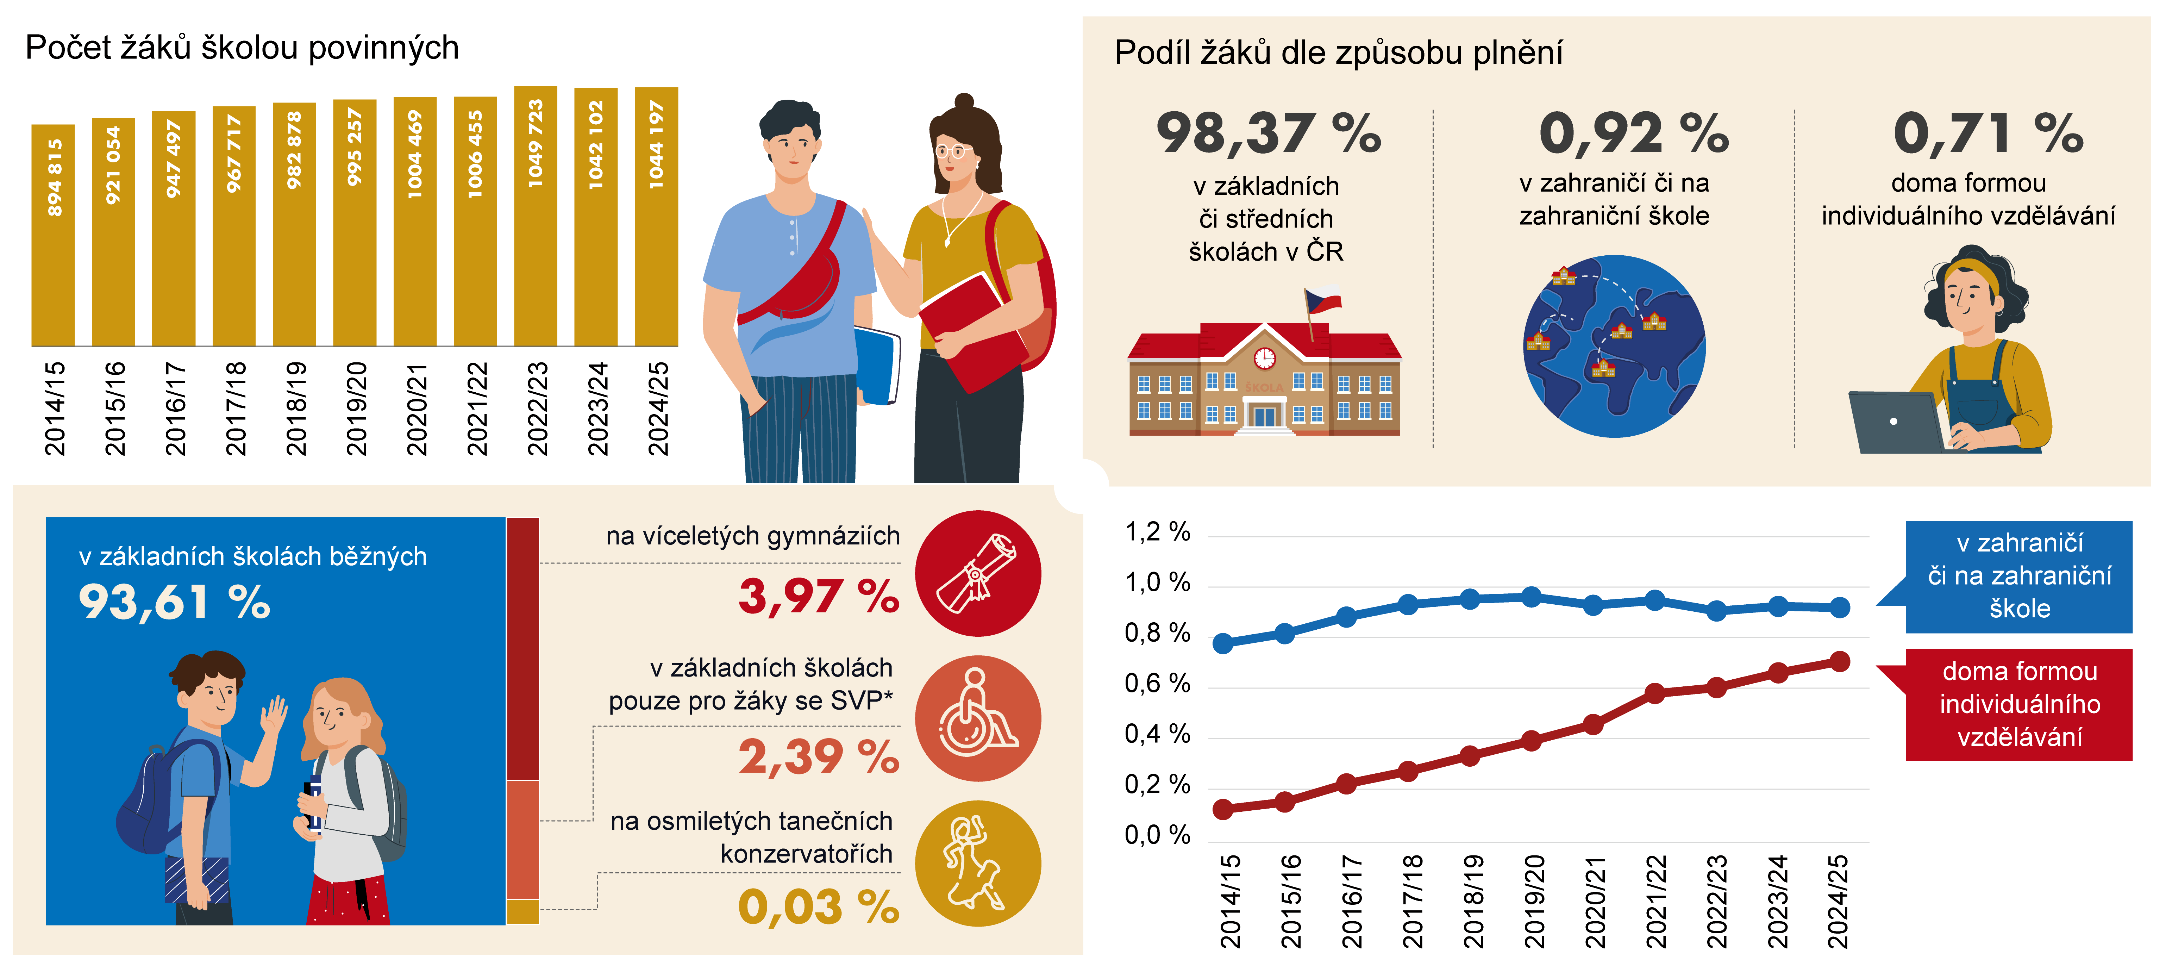 Počet žáků školou povinných
894 815
921 054
947 497
967 717
982 878
995 257
1004 469
1006 455
1049 723
1042 102
1044 197
2014/15
2015/16
2016/17
2017/18
2018/19
2019/20
2020/21
2021/22
2022/23
2023/24
2024/25
Podíl žáků dle způsobu plnění
98,37 %
v základních
či středních
školách v ČR
ŠKOLA
0,92 %
v zahraničí či na
zahraniční škole
0,71 %
doma formou
individuálního vzdělávání
v základních školách běžných
93,61 %
na víceletých gymnáziích
3,97 %
v základních školách
pouze pro žáky se SVP*
2,39 %
na osmiletých tanečních
konzervatořích
0,03 %
1,2 %
1,0 %
0,8 %
0,6 %
0,4 %
0,2 %
0,0 %
2014/15
2015/16
2016/17
2017/18
2018/19
2019/20
2020/21
2021/22
2022/23
2023/24
2024/25
v zahraničí
či na zahraniční
škole
doma formou
individuálního
vzdělávání